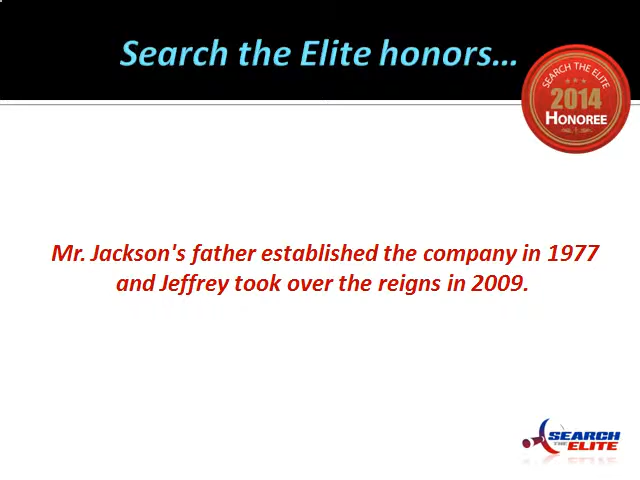 Search the Elite honors...
SEARCH THE ELITE
2014
HONOREE
Mr. Jackson's father established the company in 1977
and Jeffrey took over the reigns in 2009.
SEARCH
THE ELITE